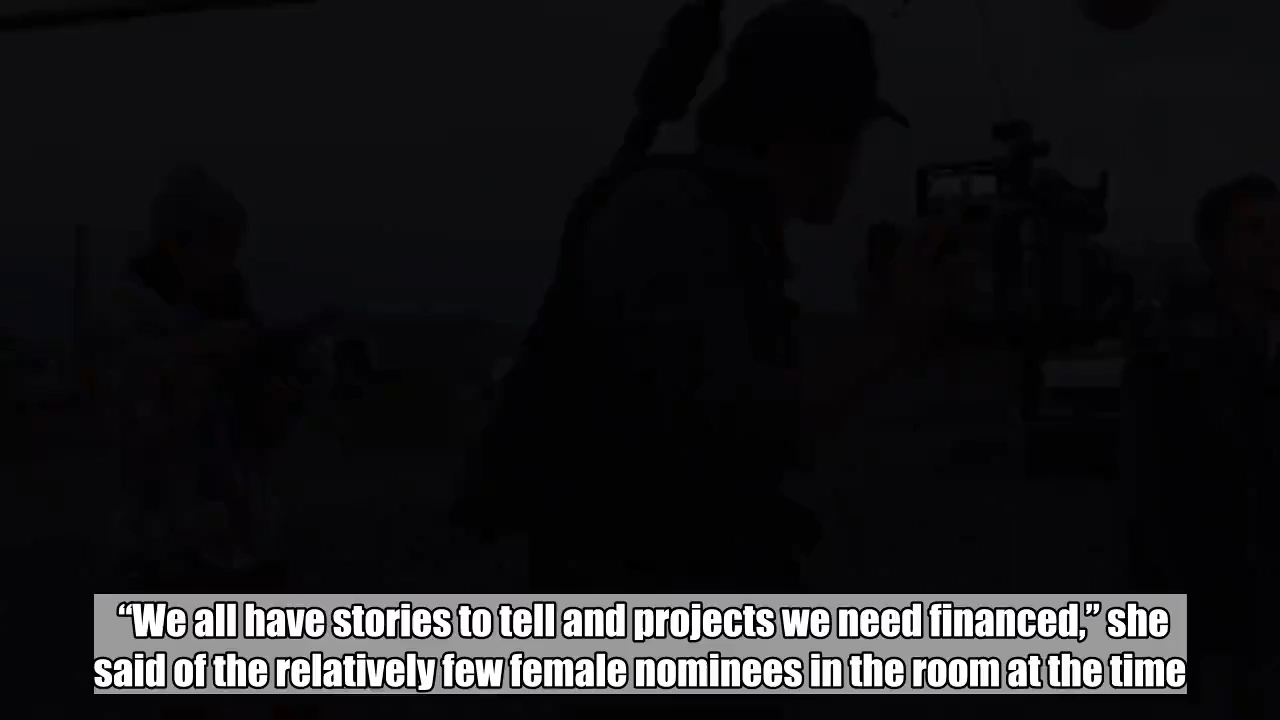 “We all have stories to tell and projects we need financed,” she
said of the relatively few female nominees in the room at the time